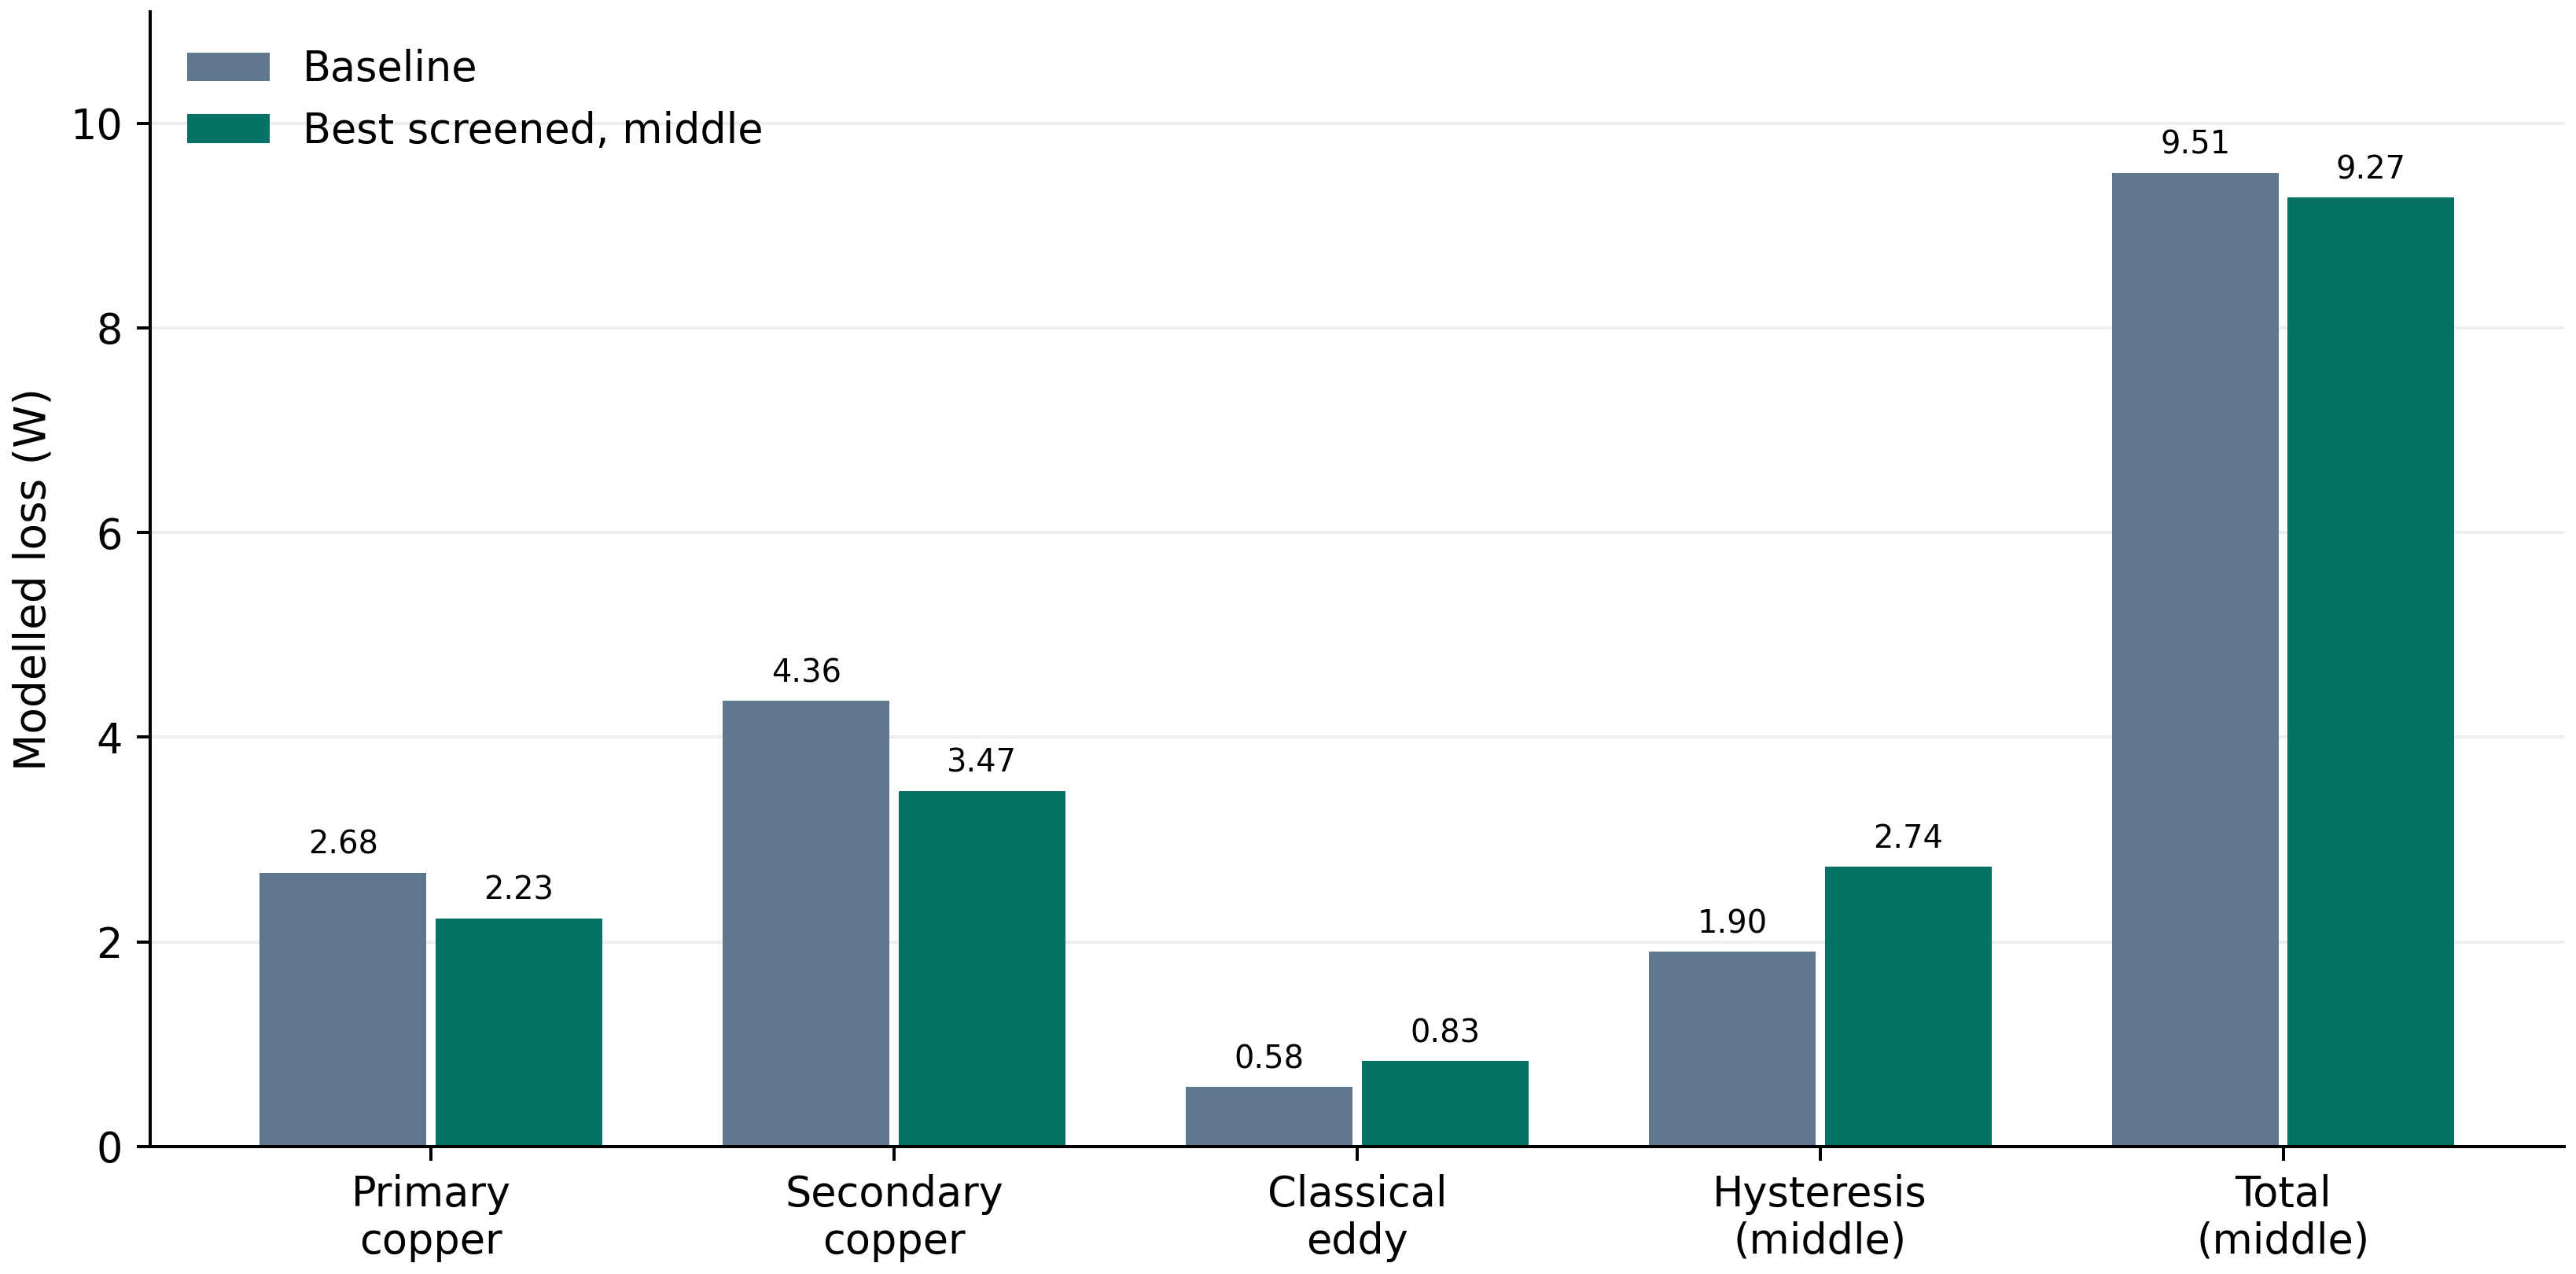 Baseline
Best screened, middle
Modelled loss (W)
10
8
6
4
2
0
2.68
2.23
4.36
3.47
0.58
0.83
1.90
2.74
9.51
9.27
Primary
copper
Secondary
copper
Classical
eddy
Hysteresis
(middle)
Total
(middle)